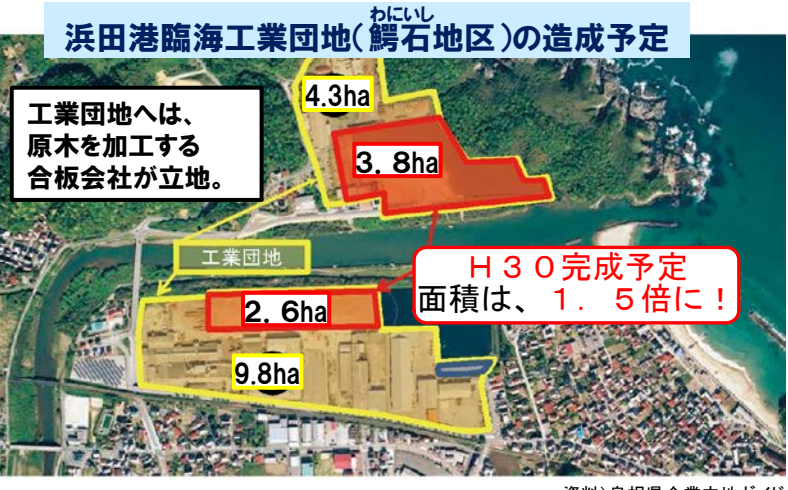 わにいし
浜田港臨海工業団地(鰐石地区)の造成予定
工業団地へは、
原木を加工する
合板会社が立地。
4.3ha
３．８ha
工業団地
Ｈ３０完成予定
面積は、１．５倍に！
２．６ha
9.8ha